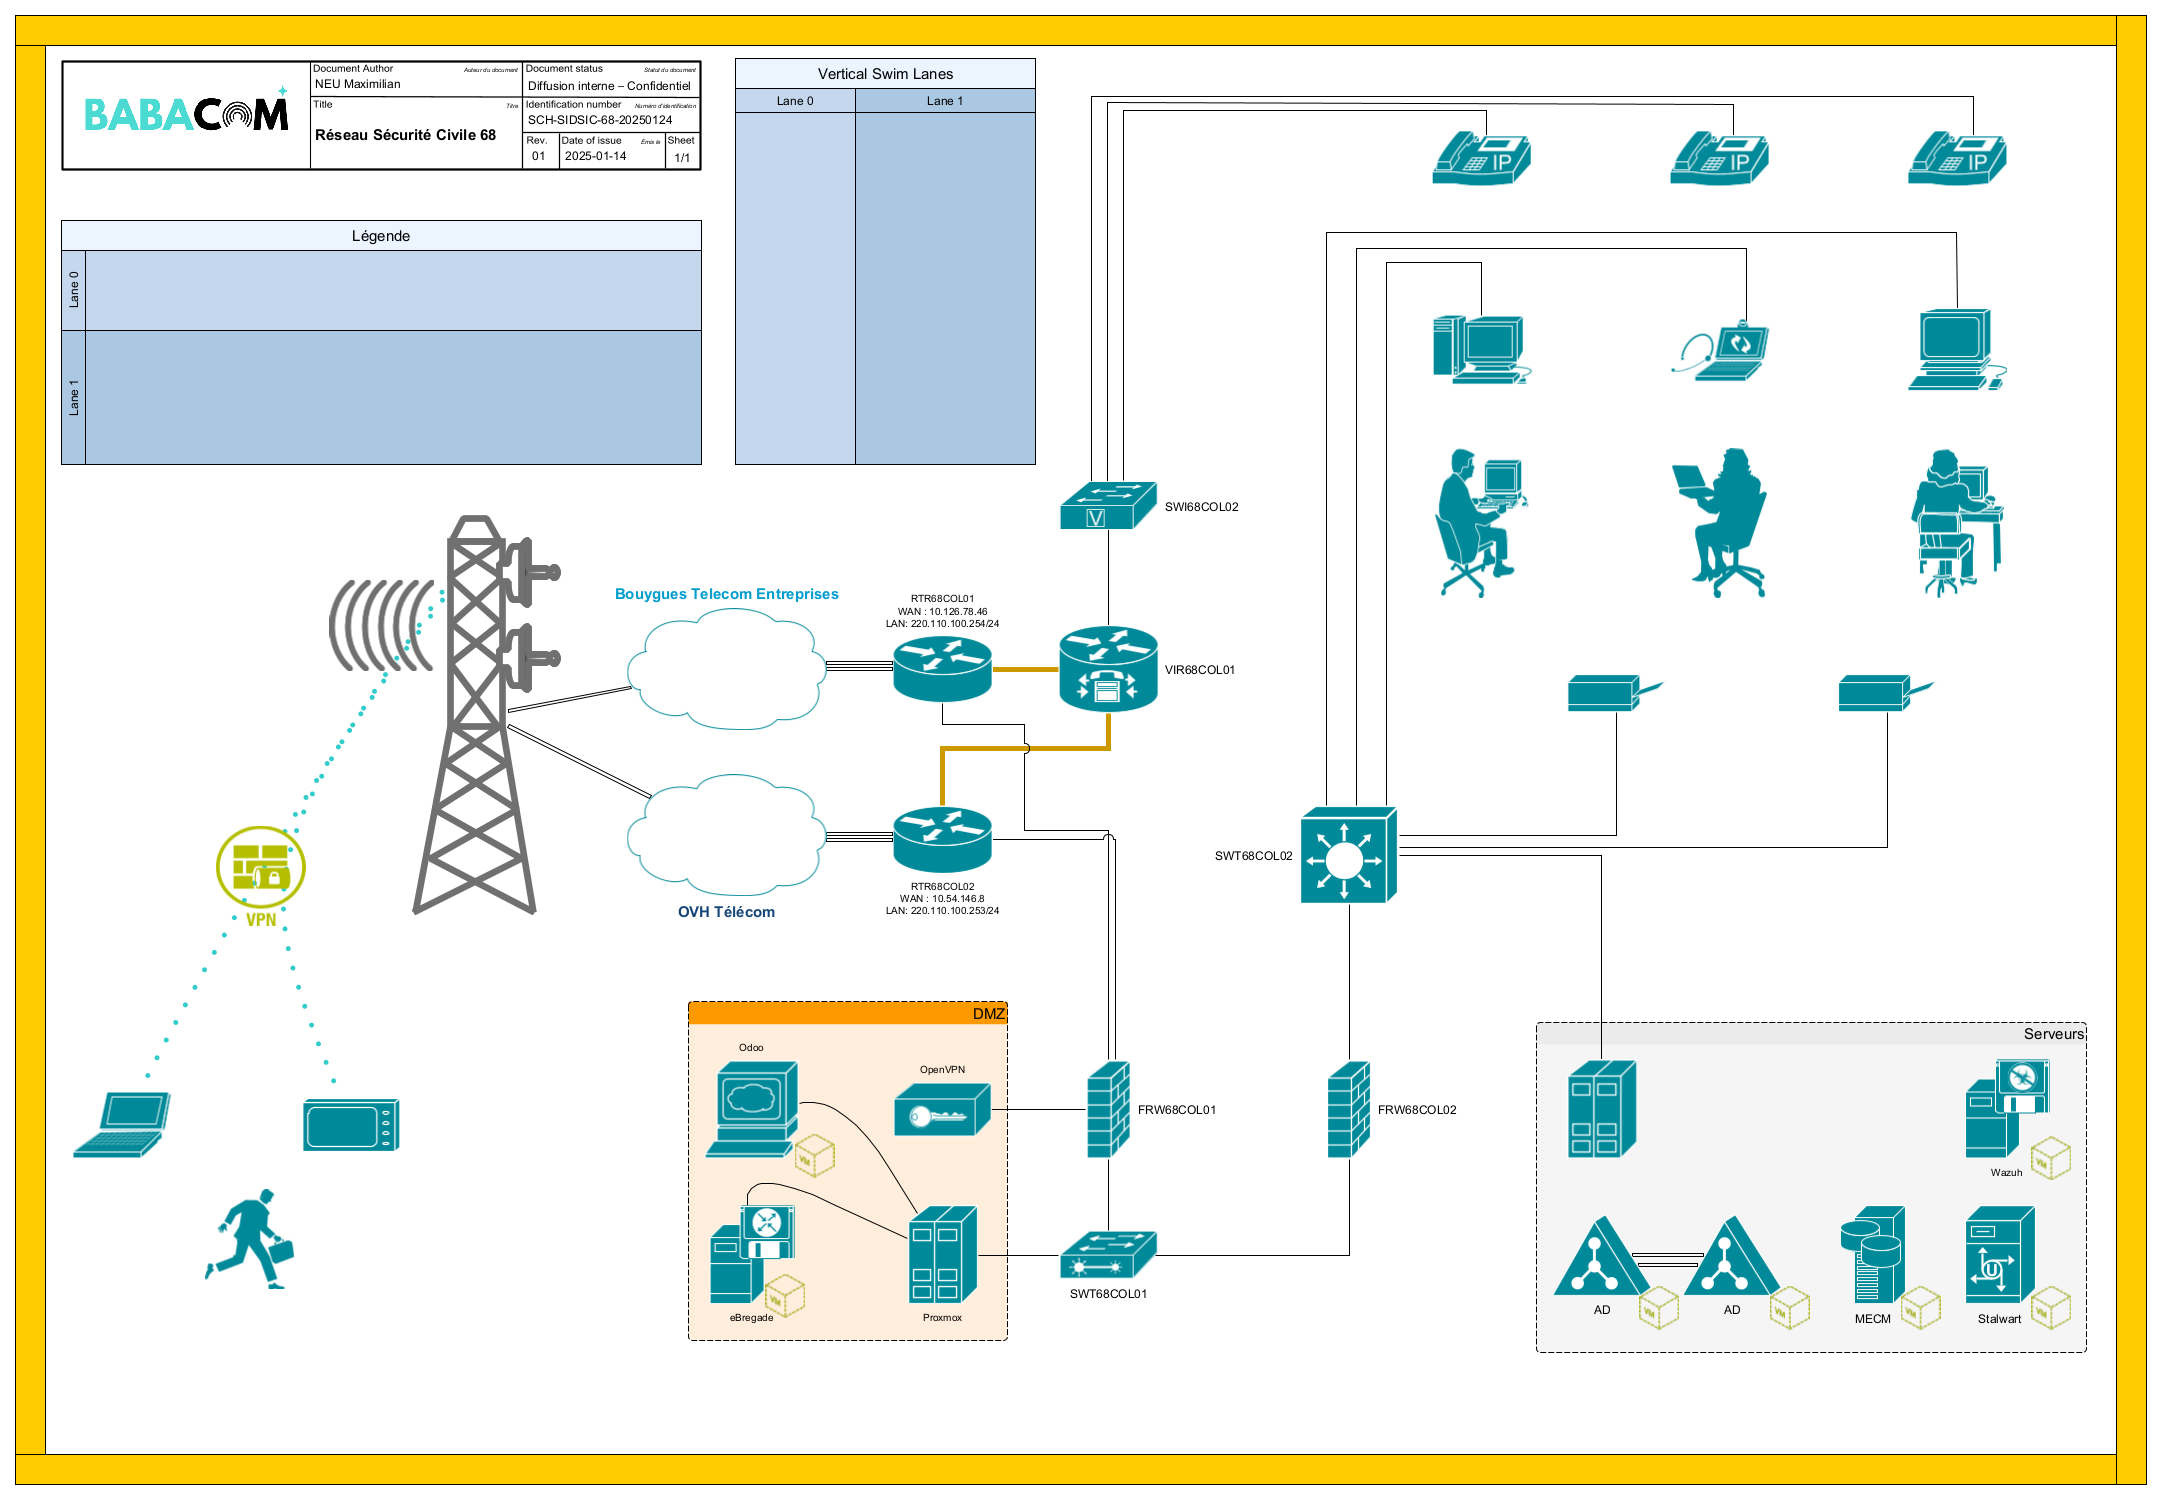 BABACOM
Document Author Auteur du document
NEU Maximilian
Title Titre
Réseau Sécurité Civile 68
Document status Statut du document
Diffusion interne – Confidentiel
Identification number Numéro d'identification
SCH-SIDSIC-68-20250124
Rev.
01
Date of issue Émis le
2025-01-14
Sheet
1/1
Légende
Lane 0
Lane 1
Vertical Swim Lanes
Lane 0
Lane 1
IP
IP
IP
V
SWI68COL02
Bouygues Telecom Entreprises
RTR68COL01
WAN : 10.126.78.46
LAN: 220.110.100.254/24
VIR68COL01
SWT68COL02
RTR68COL02
WAN : 10.54.146.8
LAN: 220.110.100.253/24
OVH Télécom
VPN
DMZ
Odoo
VM
OpenVPN
eBregade
VM
Proxmox
FRW68COL01
FRW68COL02
SWT68COL01
Serveurs
Wazuh
VM
AD
VM
AD
VM
MECM
VM
U
Stalwart
VM